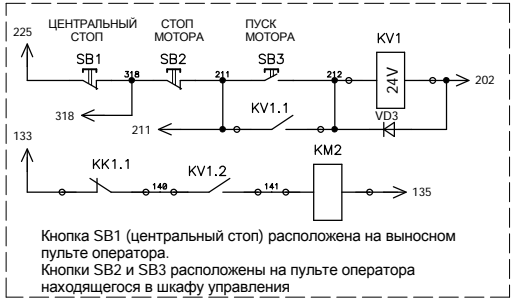 ЦЕНТРАЛЬНЫЙ СТОП
СТОП МОТОРА
ПУСК МОТОРА
225
SB1
SB2
SB3
KV1
318
211
212
24V
202
318
211
KV1.1
VD3
133
KM2
KK1.1
KV1.2
140
141
135
Кнопка SB1 (центральный стоп) расположена на выносном
пульте оператора.
Кнопки SB2 и SB3 расположены на пульте оператора
находящегося в шкафу управления